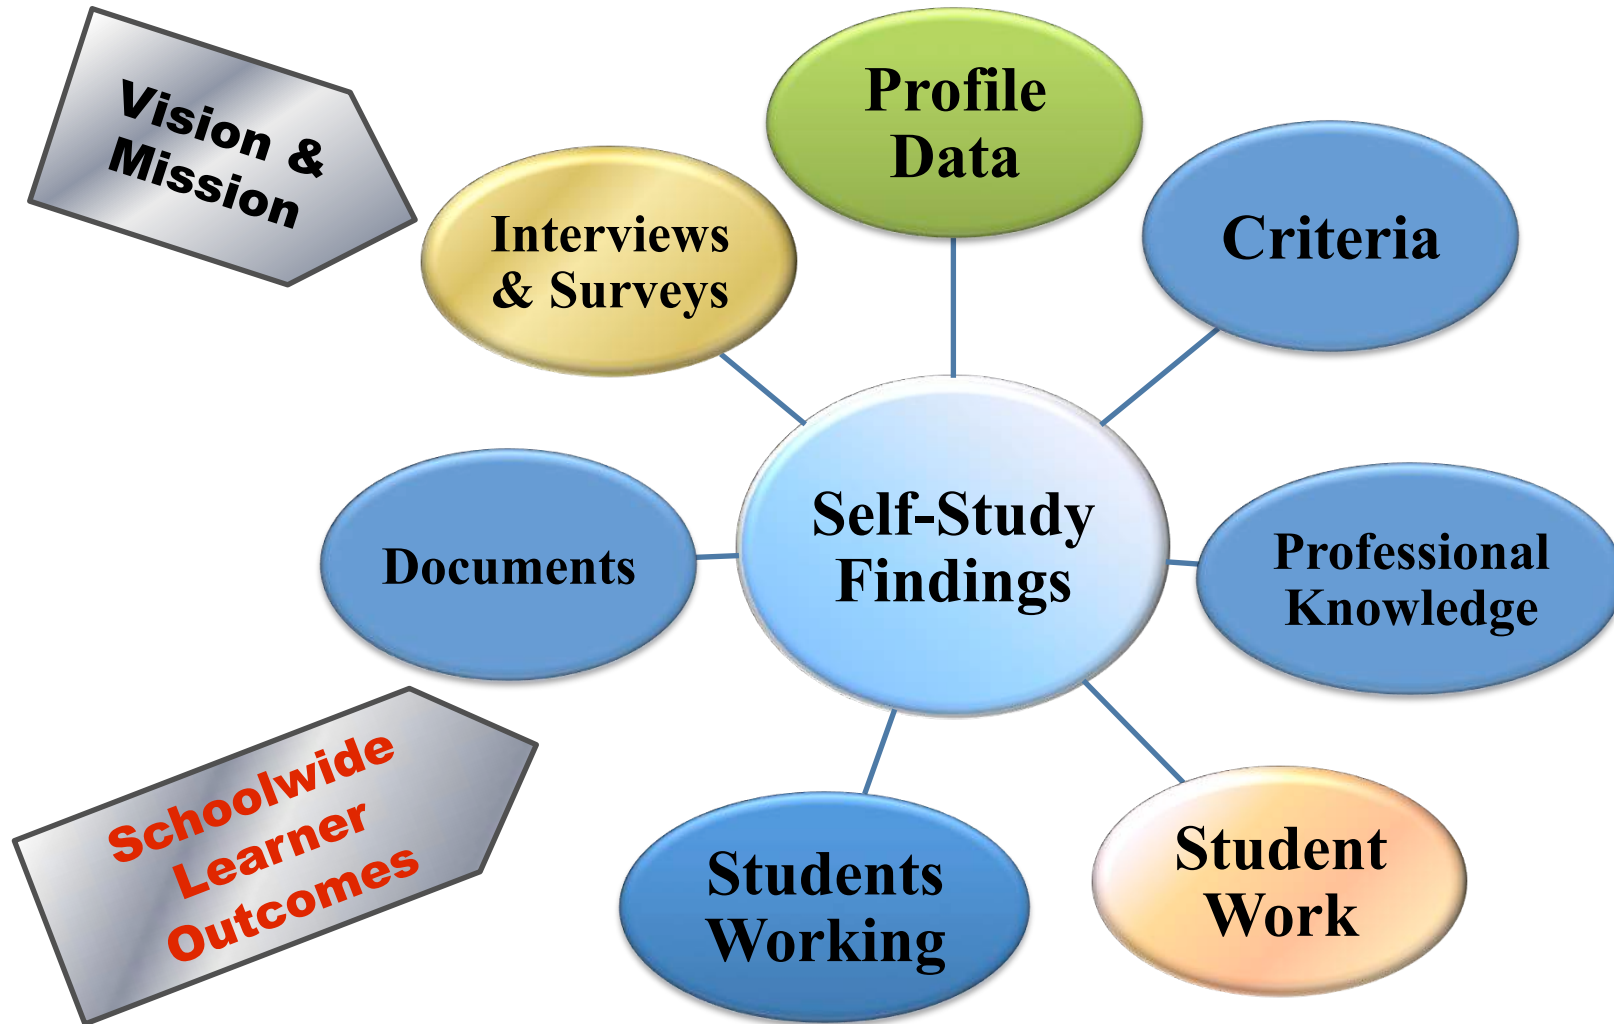 Vision &
Mission
Profile
Data
Interviews
& Surveys
Criteria
Self-Study
Findings
Documents
Professional
Knowledge
Schoolwide
Learner
Outcomes
Students
Working
Student
Work